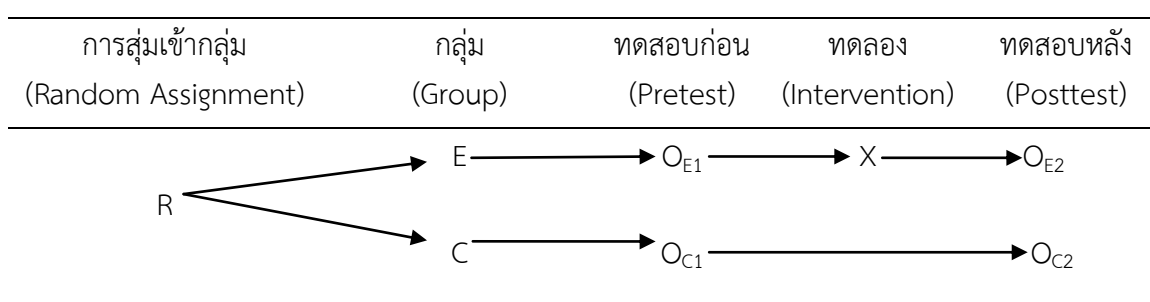 การสุ่มเข้ากลุ่ม กลุ่ม ทดสอบก่อน ทดลอง ทดสอบหลัง
(Random Assignment) (Group) (Pretest) (Intervention) (Posttest)
E O_E1 X O_E2
R
C O_C1 O_C2